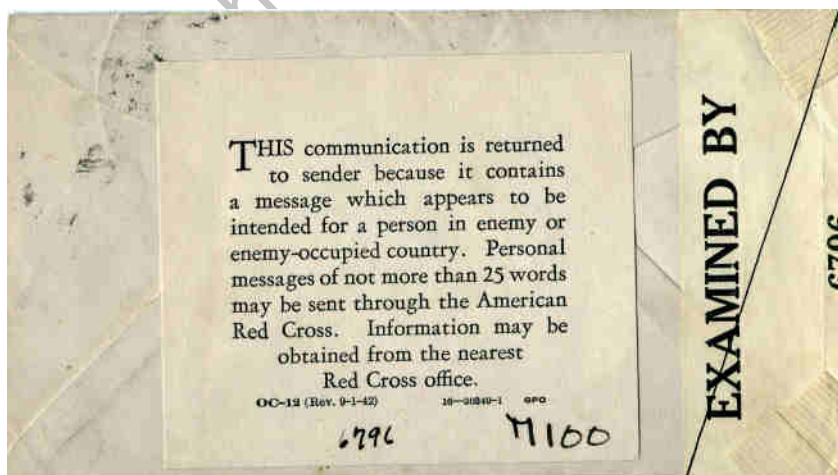 THIS communication is returned
to sender because it contains
a message which appears to be
intended for a person in enemy or
enemy-occupied country. Personal
messages of not more than 25 words
may be sent through the American
Red Cross. Information may be
obtained from the nearest
Red Cross office.
OC-12 (Rev. 9-1-42) GPO
6796 M100
EXAMINED BY
6796